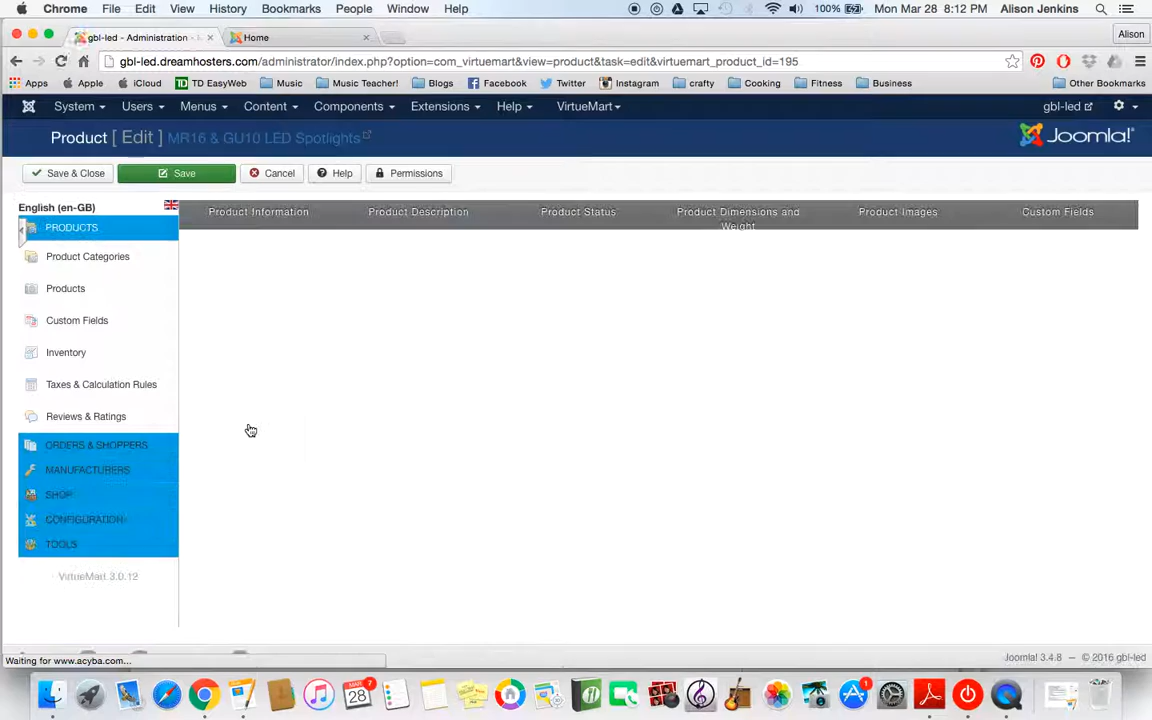 Chrome File Edit View History Bookmarks People Window Help 100% Mon Mar 28 8:12 PM Alison Jenkins
gbl-led - Administration - Home Alison
gbl-led.dreamhosters.com/administrator/index.php?option=com_virtuemart&view=product&task=edit&virtuemart_product_id=195
Apps Apple iCloud TD EasyWeb Music Music Teacher! Blogs Facebook Twitter Instagram crafty Cooking Fitness Business Other Bookmarks
System Users Menus Content Components Extensions Help VirtueMart gbl-led
Product [ Edit ] MR16 & GU10 LED Spotlights Joomla!
Save & Close Save Cancel Help Permissions
English (en-GB)
Product Information Product Description Product Status Product Dimensions and Weight Product Images Custom Fields
PRODUCTS
Product Categories
Products
Custom Fields
Inventory
Taxes & Calculation Rules
Reviews & Ratings
ORDERS & SHOPPERS
MANUFACTURERS
SHOP
CONFIGURATION
TOOLS
VirtueMart 3.0.12
Waiting for www.acyba.com... Joomla! 3.4.8 — © 2016 gbl-led
MAR
28
7
1